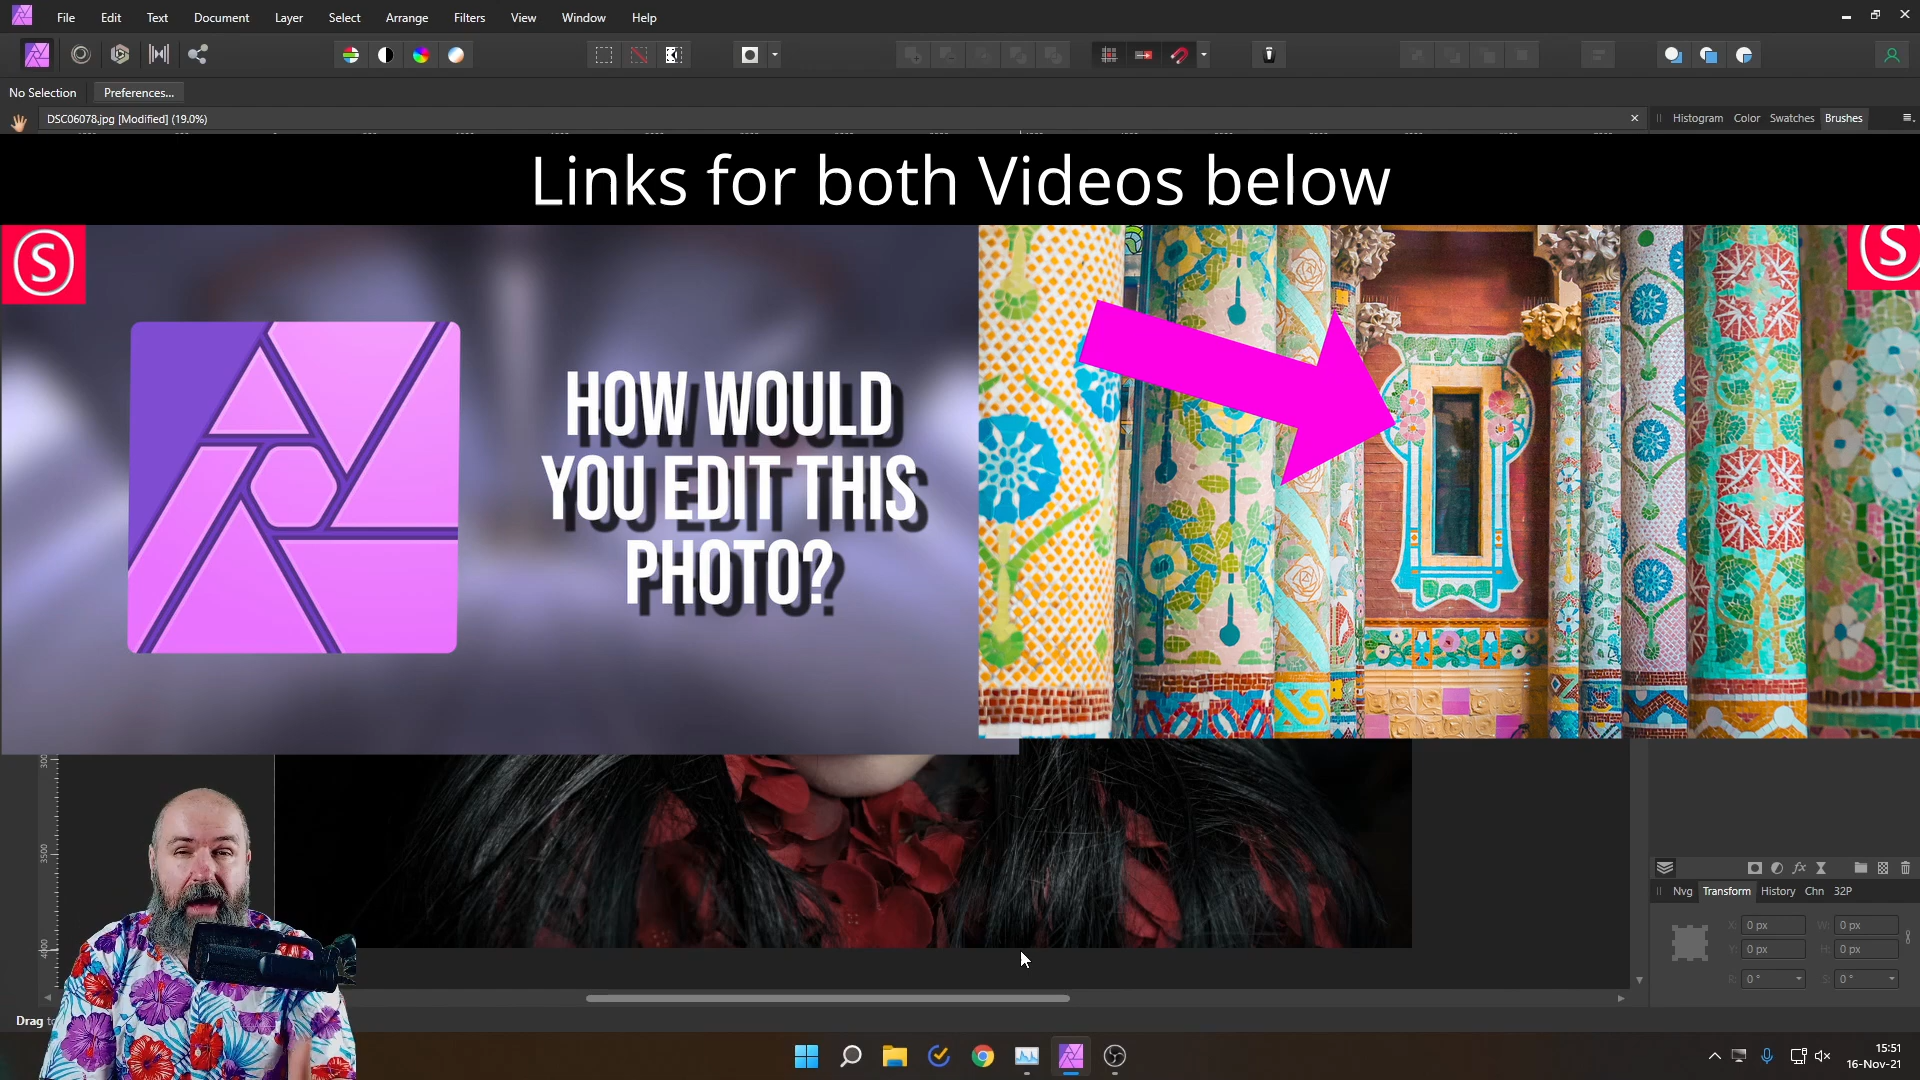 File Edit Text Document Layer Select Arrange Filters View Window Help
No Selection Preferences...
DSC06078.jpg [Modified] (19.0%)
Histogram Color Swatches Brushes
Links for both Videos below
S
S
HOW WOULD
YOU EDIT THIS
PHOTO?
3500
4000
Nvg Transform History Chn 32P
X: 0 px W: 0 px
Y: 0 px H: 0 px
R: 0 ° S: 0 °
Drag
15:51
16-Nov-21